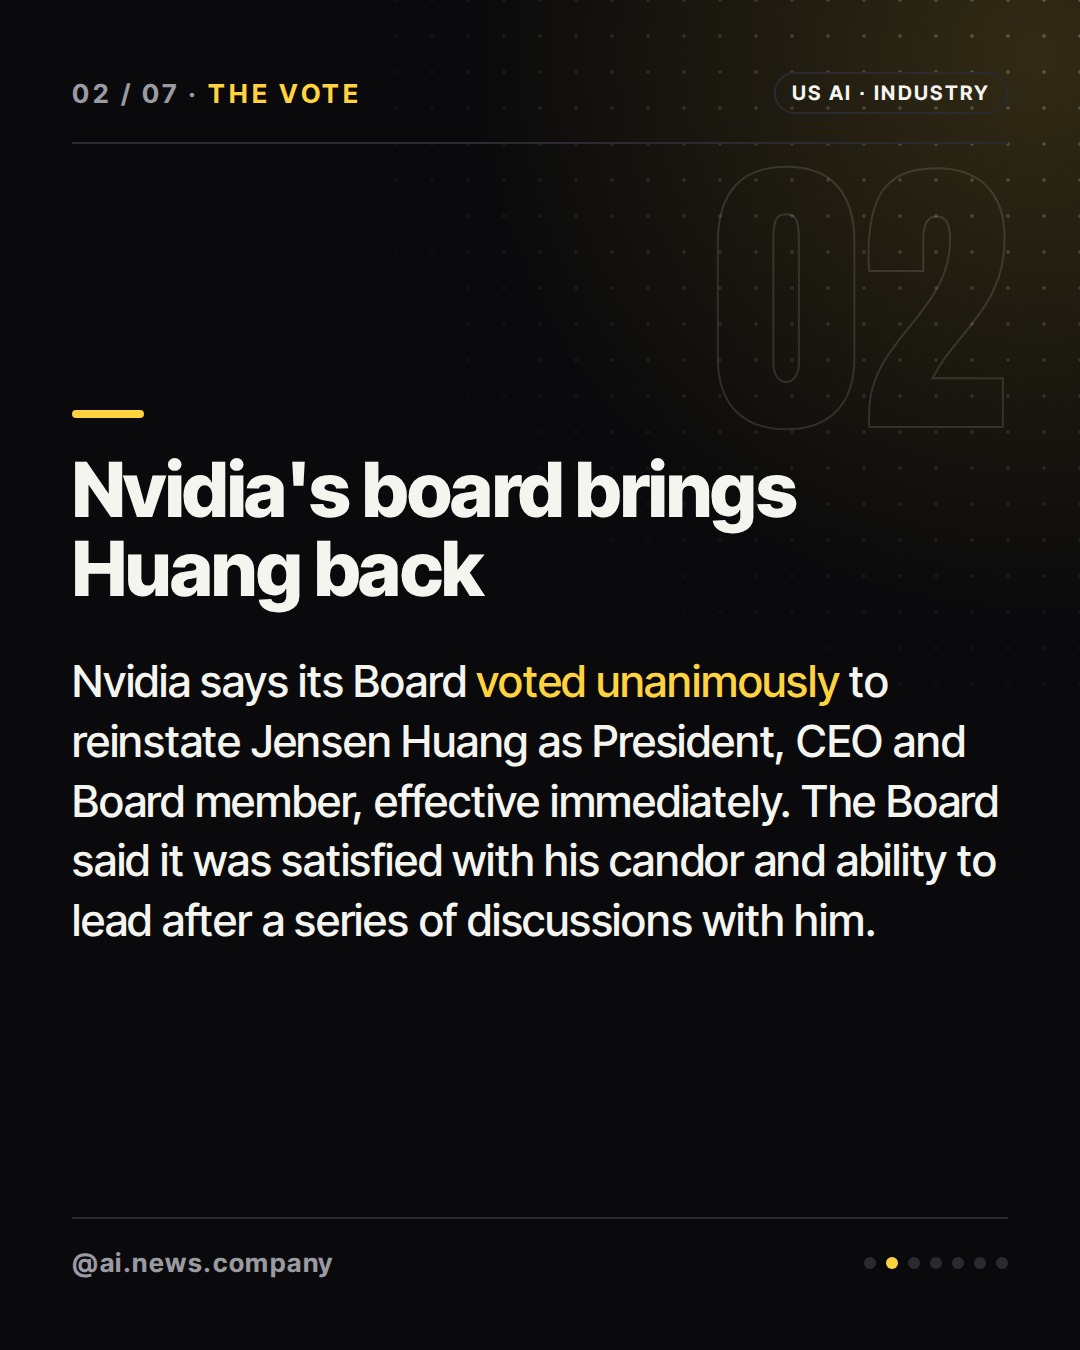 02 / 07 · THE VOTE
US AI · INDUSTRY
02
Nvidia's board brings
Huang back
Nvidia says its Board voted unanimously to
reinstate Jensen Huang as President, CEO and
Board member, effective immediately. The Board
said it was satisfied with his candor and ability to
lead after a series of discussions with him.
@ai.news.company